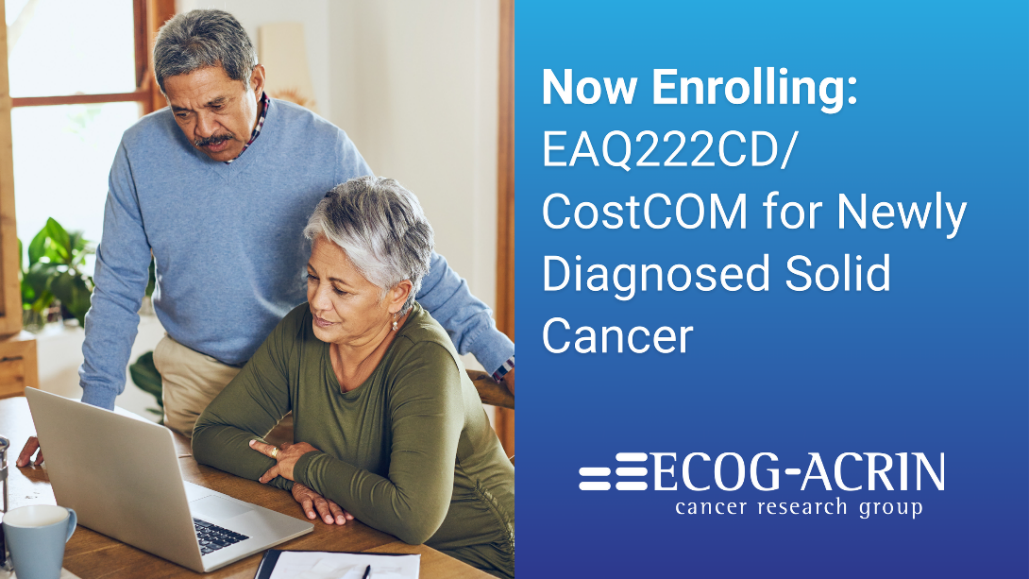 Now Enrolling:
EAQ222CD/
CostCOM for Newly
Diagnosed Solid
Cancer
ECOG-ACRIN
cancer research group